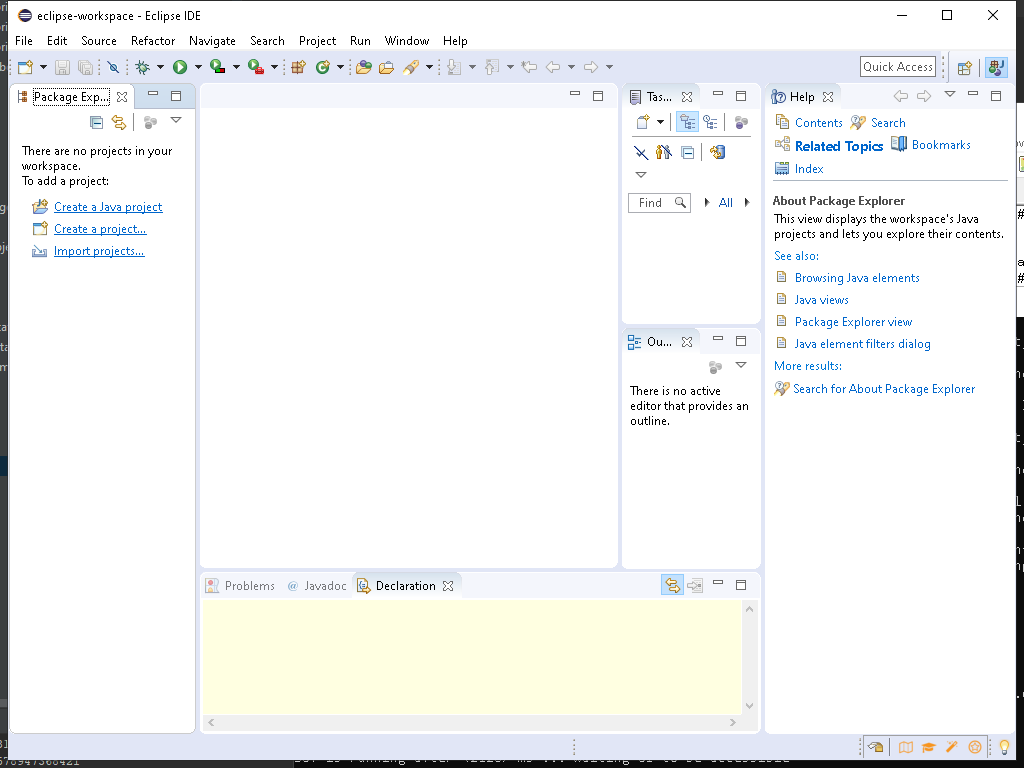 eclipse-workspace - Eclipse IDE
File Edit Source Refactor Navigate Search Project Run Window Help
Quick Access
Package Exp...
There are no projects in your
workspace.
To add a project:
Create a Java project
Create a project...
Import projects...
Tas...
Find
All
Ou...
There is no active
editor that provides an
outline.
Help
Contents Search
Related Topics Bookmarks
Index
About Package Explorer
This view displays the workspace's Java
projects and lets you explore their contents.
See also:
Browsing Java elements
Java views
Package Explorer view
Java element filters dialog
More results:
Search for About Package Explorer
Problems @ Javadoc Declaration